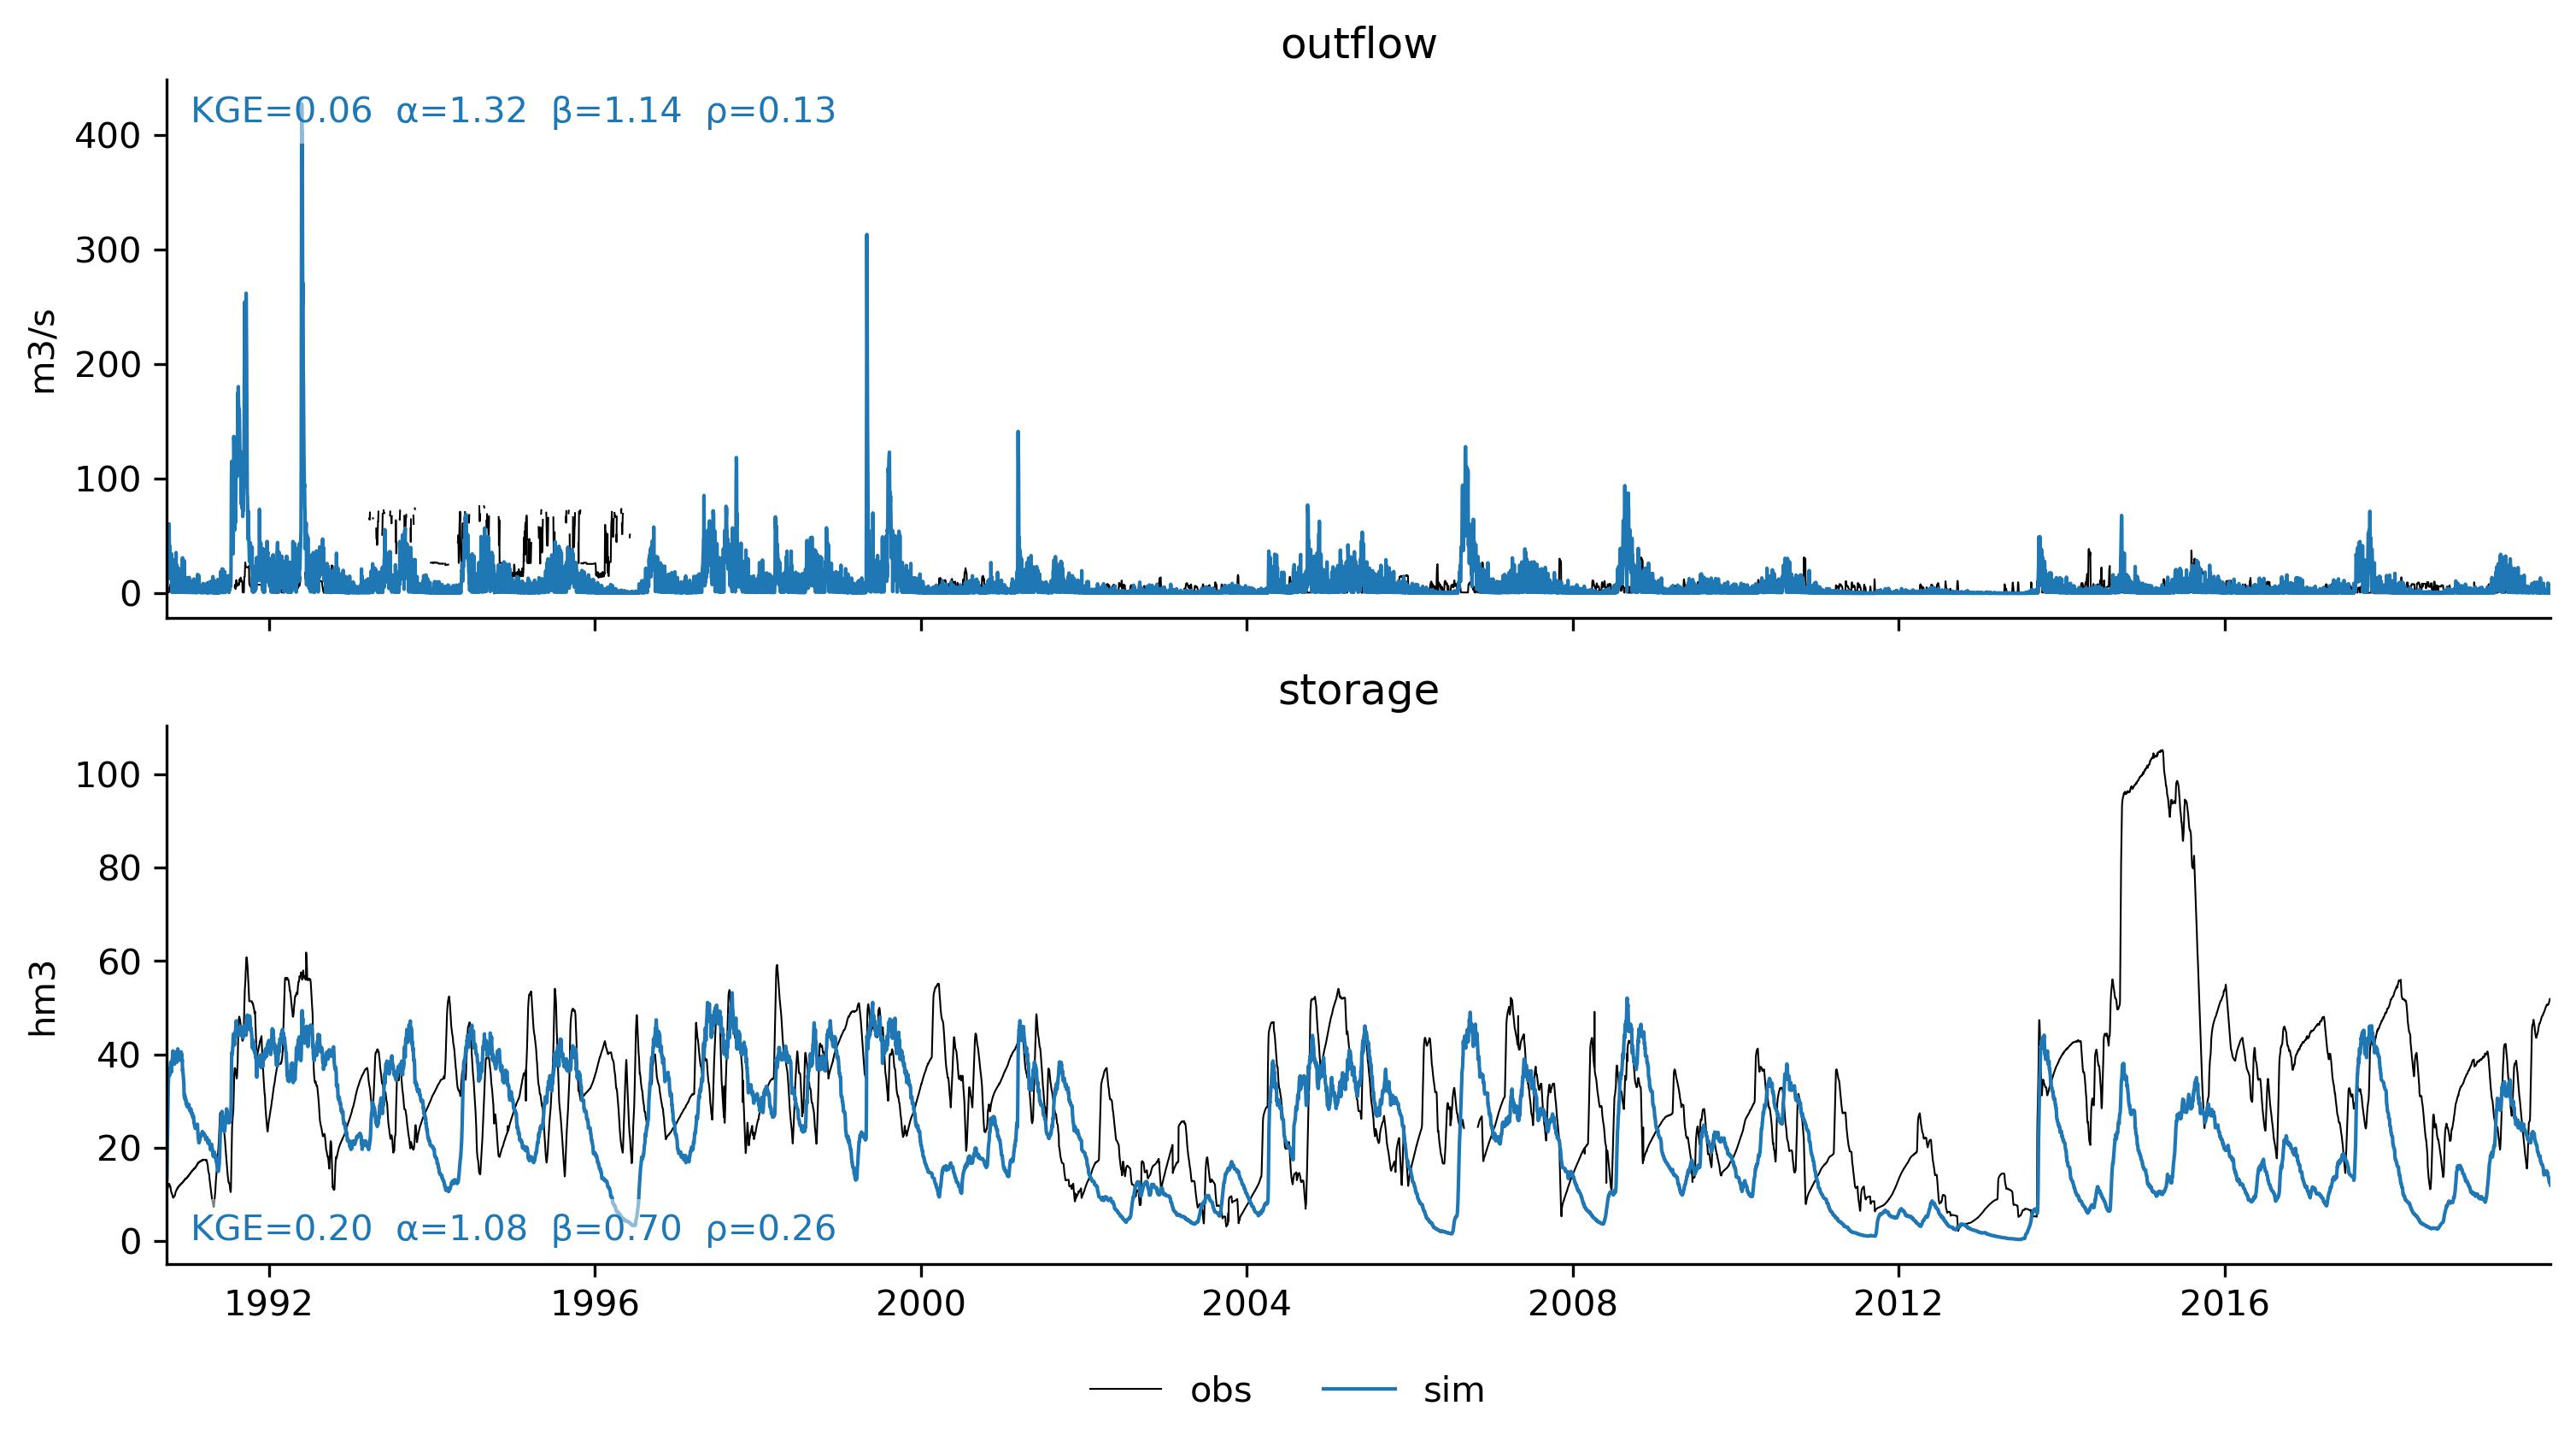 outflow
KGE=0.06 α=1.32 β=1.14 ρ=0.13
400
300
200
100
0
m3/s
storage
100
80
60
40
20
0
hm3
KGE=0.20 α=1.08 β=0.70 ρ=0.26
1992 1996 2000 2004 2008 2012 2016
obs sim